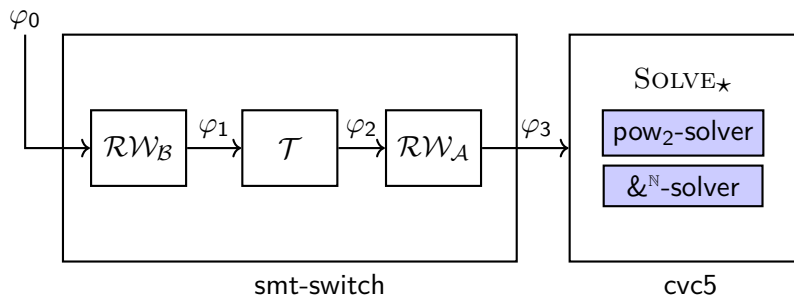 φ₀
φ₁ φ₂ φ₃
RW_B T RW_A
SOLVE⋆
pow₂-solver
&ᴺ-solver
smt-switch cvc5